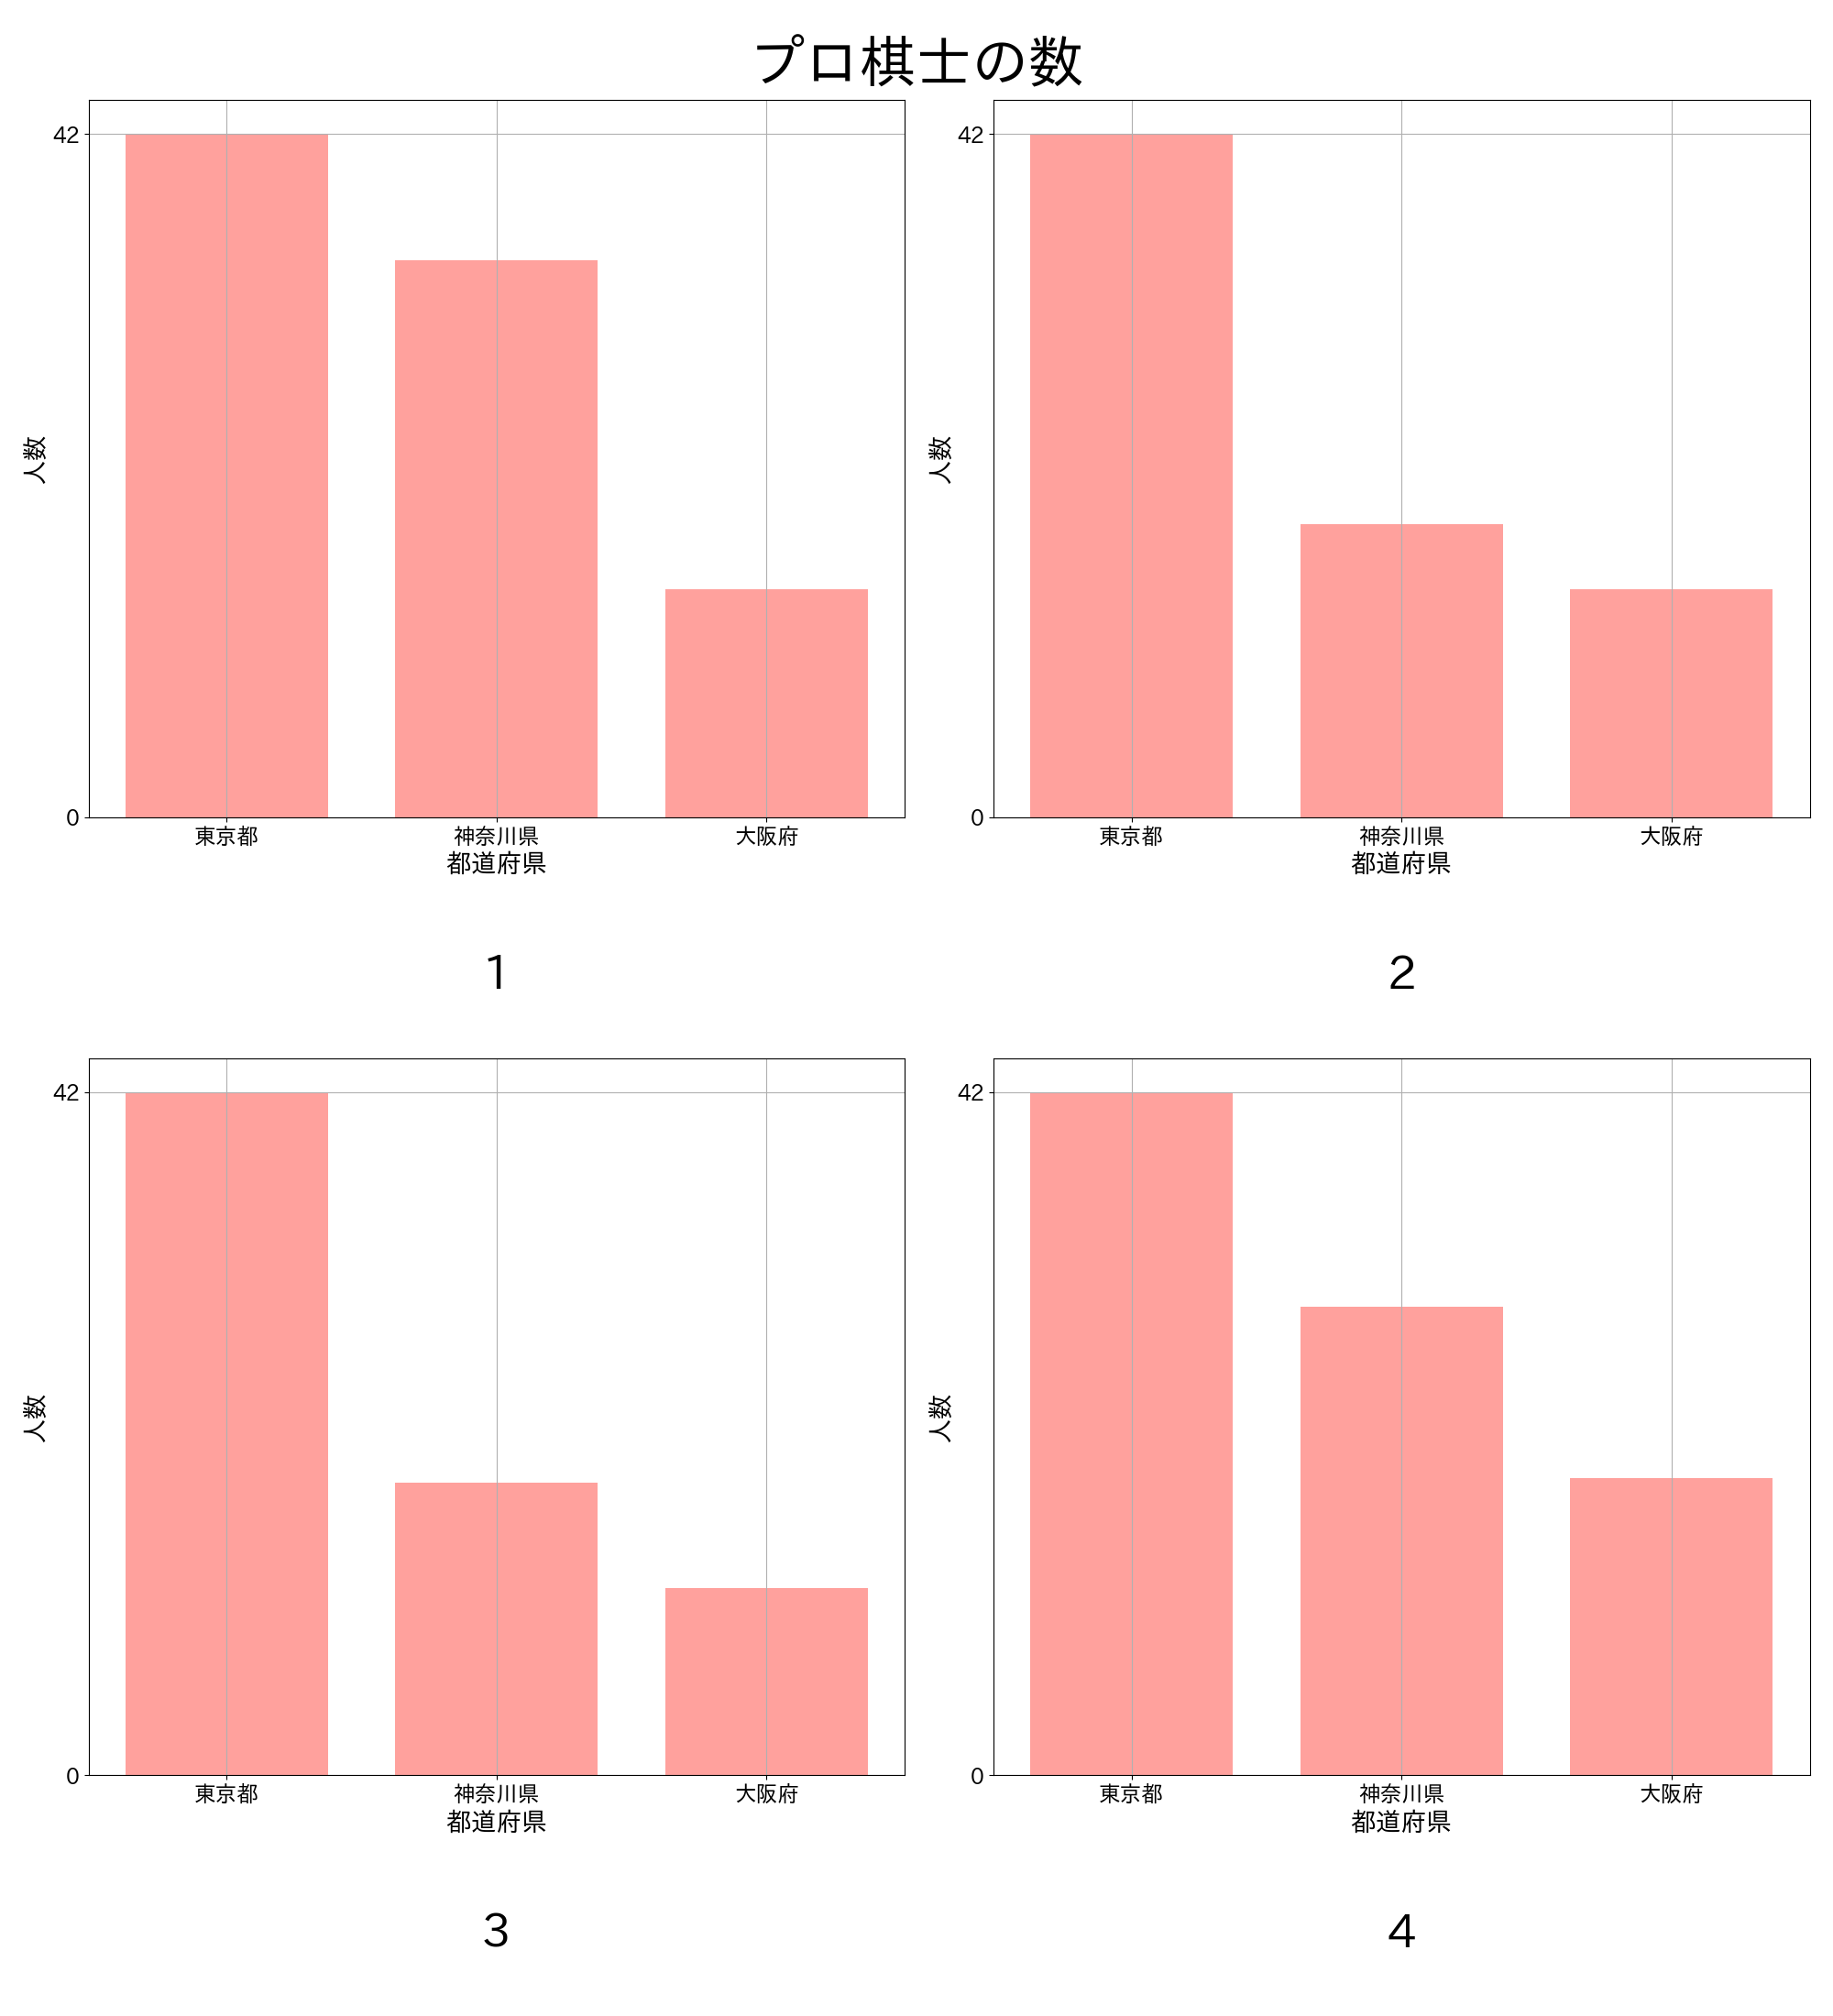 プロ棋士の数
42
0
人数
東京都 神奈川県 大阪府
都道府県
1
42
0
人数
東京都 神奈川県 大阪府
都道府県
2
42
0
人数
東京都 神奈川県 大阪府
都道府県
3
42
0
人数
東京都 神奈川県 大阪府
都道府県
4